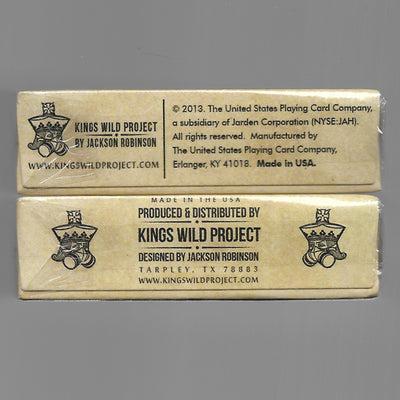 KINGS WILD PROJECT
BY JACKSON ROBINSON
WWW.KINGSWILDPROJECT.COM
© 2013. The United States Playing Card Company,
a subsidiary of Jarden Corporation (NYSE:JAH).
All rights reserved. Manufactured by
The United States Playing Card Company,
Erlanger, KY 41018. Made in USA.
MADE IN THE USA
PRODUCED & DISTRIBUTED BY
KINGS WILD PROJECT
DESIGNED BY JACKSON ROBINSON
TARPLEY, TX 78883
WWW.KINGSWILDPROJECT.COM